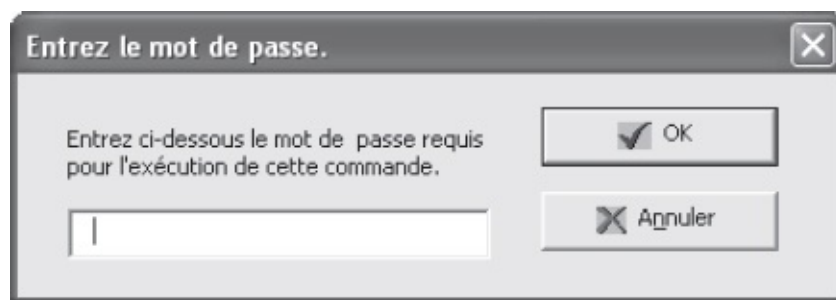 Entrez le mot de passe.
Entrez ci-dessous le mot de passe requis
pour l'exécution de cette commande.
OK
Annuler